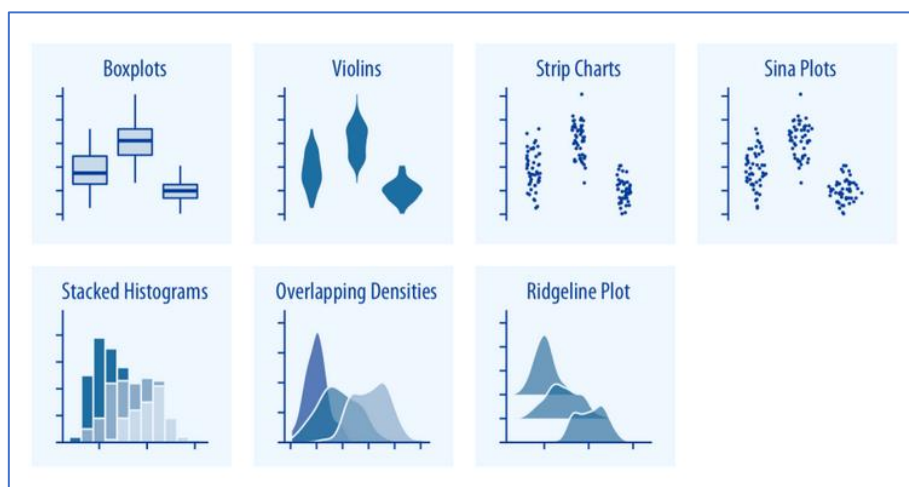 Boxplots
Violins
Strip Charts
Sina Plots
Stacked Histograms
Overlapping Densities
Ridgeline Plot